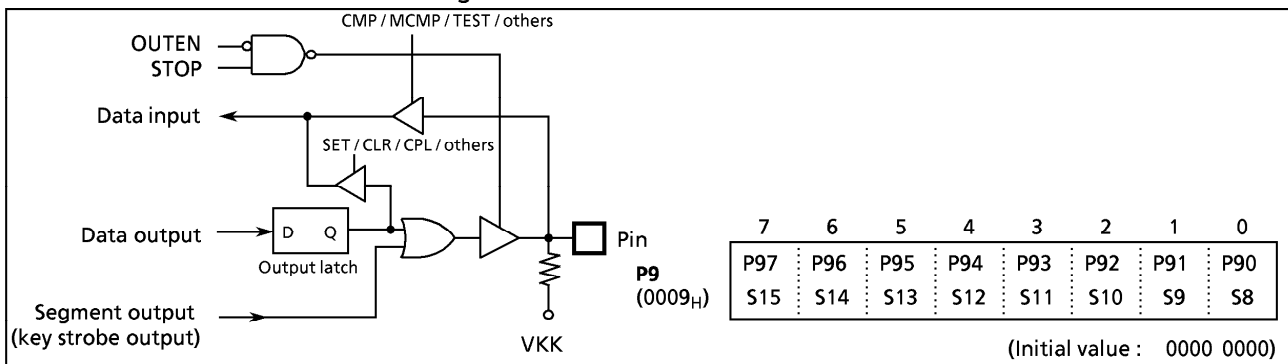 CMP / MCMP / TEST / others
OUTEN
STOP
Data input
SET / CLR / CPL / others
Data output
D Q
Output latch
Pin
Segment output
(key strobe output)
VKK
7 6 5 4 3 2 1 0
P9
(0009H)
P97 P96 P95 P94 P93 P92 P91 P90
S15 S14 S13 S12 S11 S10 S9 S8
(Initial value : 0000 0000)